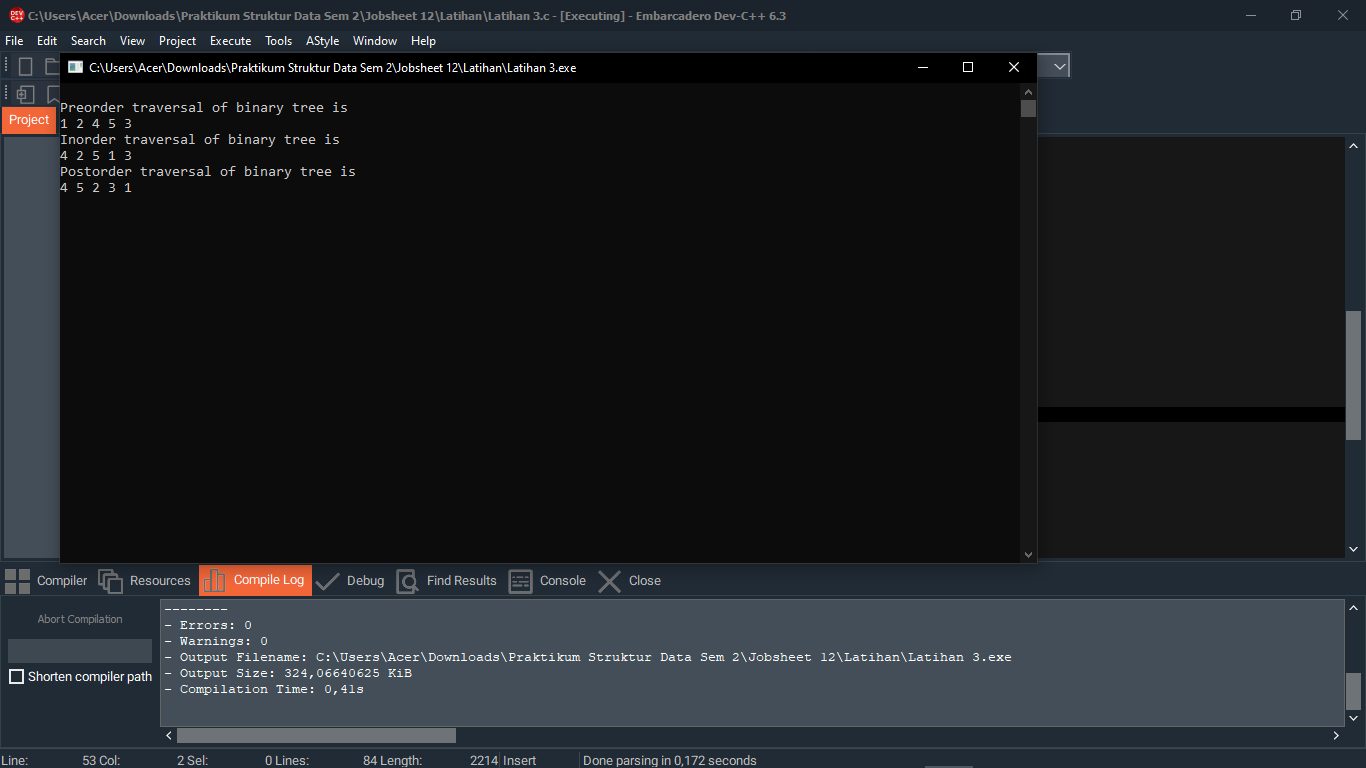 DEV C++ C:\Users\Acer\Downloads\Praktikum Struktur Data Sem 2\Jobsheet 12\Latihan\Latihan 3.c - [Executing] - Embarcadero Dev-C++ 6.3
File Edit Search View Project Execute Tools AStyle Window Help
C:\Users\Acer\Downloads\Praktikum Struktur Data Sem 2\Jobsheet 12\Latihan\Latihan 3.exe
Project
Preorder traversal of binary tree is
1 2 4 5 3
Inorder traversal of binary tree is
4 2 5 1 3
Postorder traversal of binary tree is
4 5 2 3 1
Compiler Resources Compile Log Debug Find Results Console Close
Abort Compilation
Shorten compiler path
--------
- Errors: 0
- Warnings: 0
- Output Filename: C:\Users\Acer\Downloads\Praktikum Struktur Data Sem 2\Jobsheet 12\Latihan\Latihan 3.exe
- Output Size: 324,06640625 KiB
- Compilation Time: 0,41s
Line: 53 Col: 2 Sel: 0 Lines: 84 Length: 2214 Insert Done parsing in 0,172 seconds